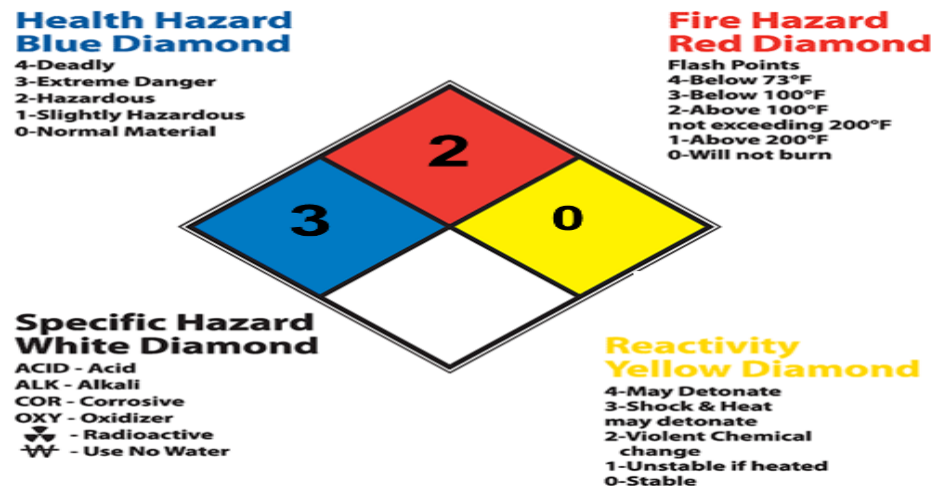 Health Hazard
Blue Diamond
4-Deadly
3-Extreme Danger
2-Hazardous
1-Slightly Hazardous
0-Normal Material
Fire Hazard
Red Diamond
Flash Points
4-Below 73°F
3-Below 100°F
2-Above 100°F
not exceeding 200°F
1-Above 200°F
0-Will not burn
2
3
0
Specific Hazard
White Diamond
ACID - Acid
ALK - Alkali
COR - Corrosive
OXY - Oxidizer
- Radioactive
W - Use No Water
Reactivity
Yellow Diamond
4-May Detonate
3-Shock & Heat
may detonate
2-Violent Chemical
change
1-Unstable if heated
0-Stable